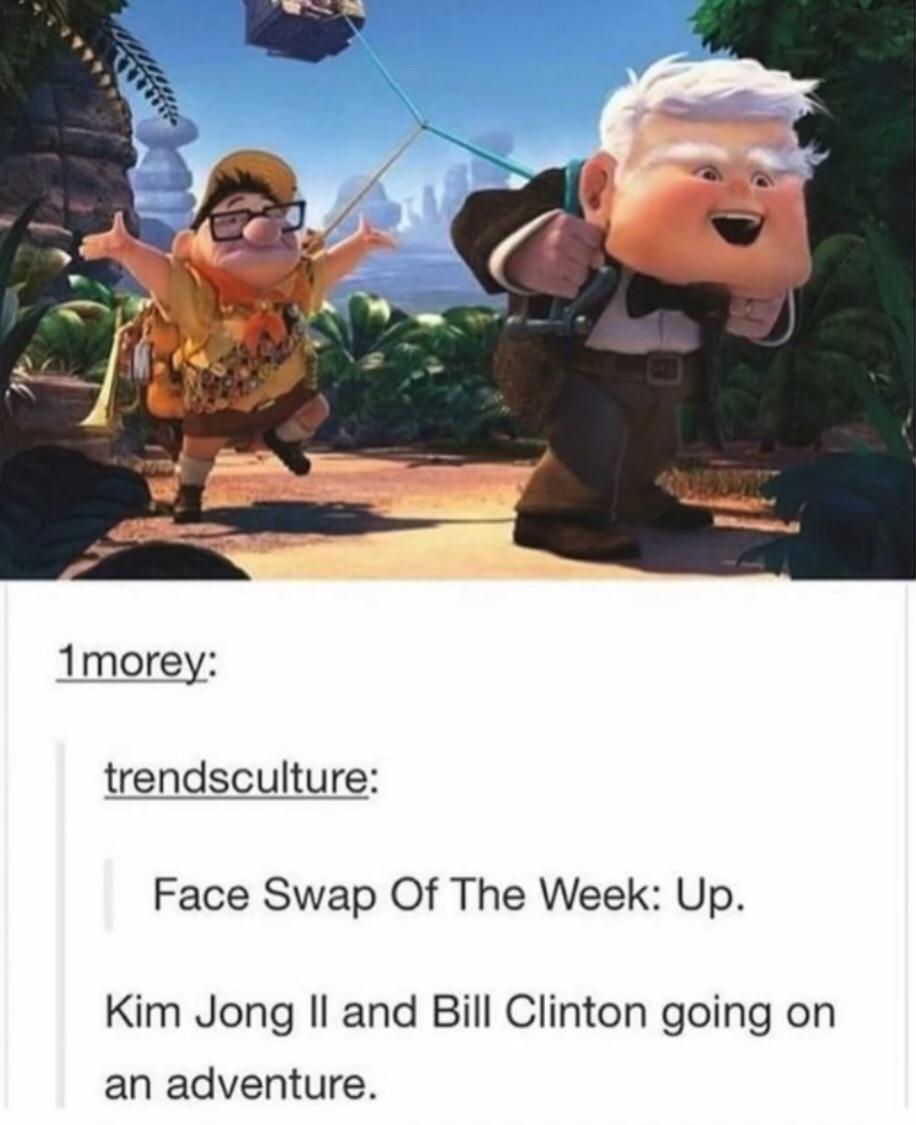 1morey:
trendsculture:
Face Swap Of The Week: Up.
Kim Jong Il and Bill Clinton going on
an adventure.